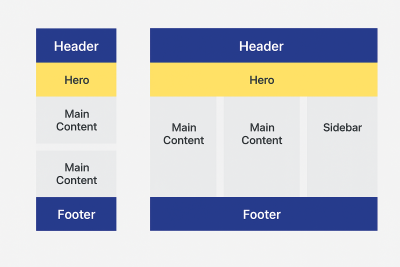 Header
Hero
Main
Content
Main
Content
Footer
Header
Hero
Main
Content
Main
Content
Sidebar
Footer